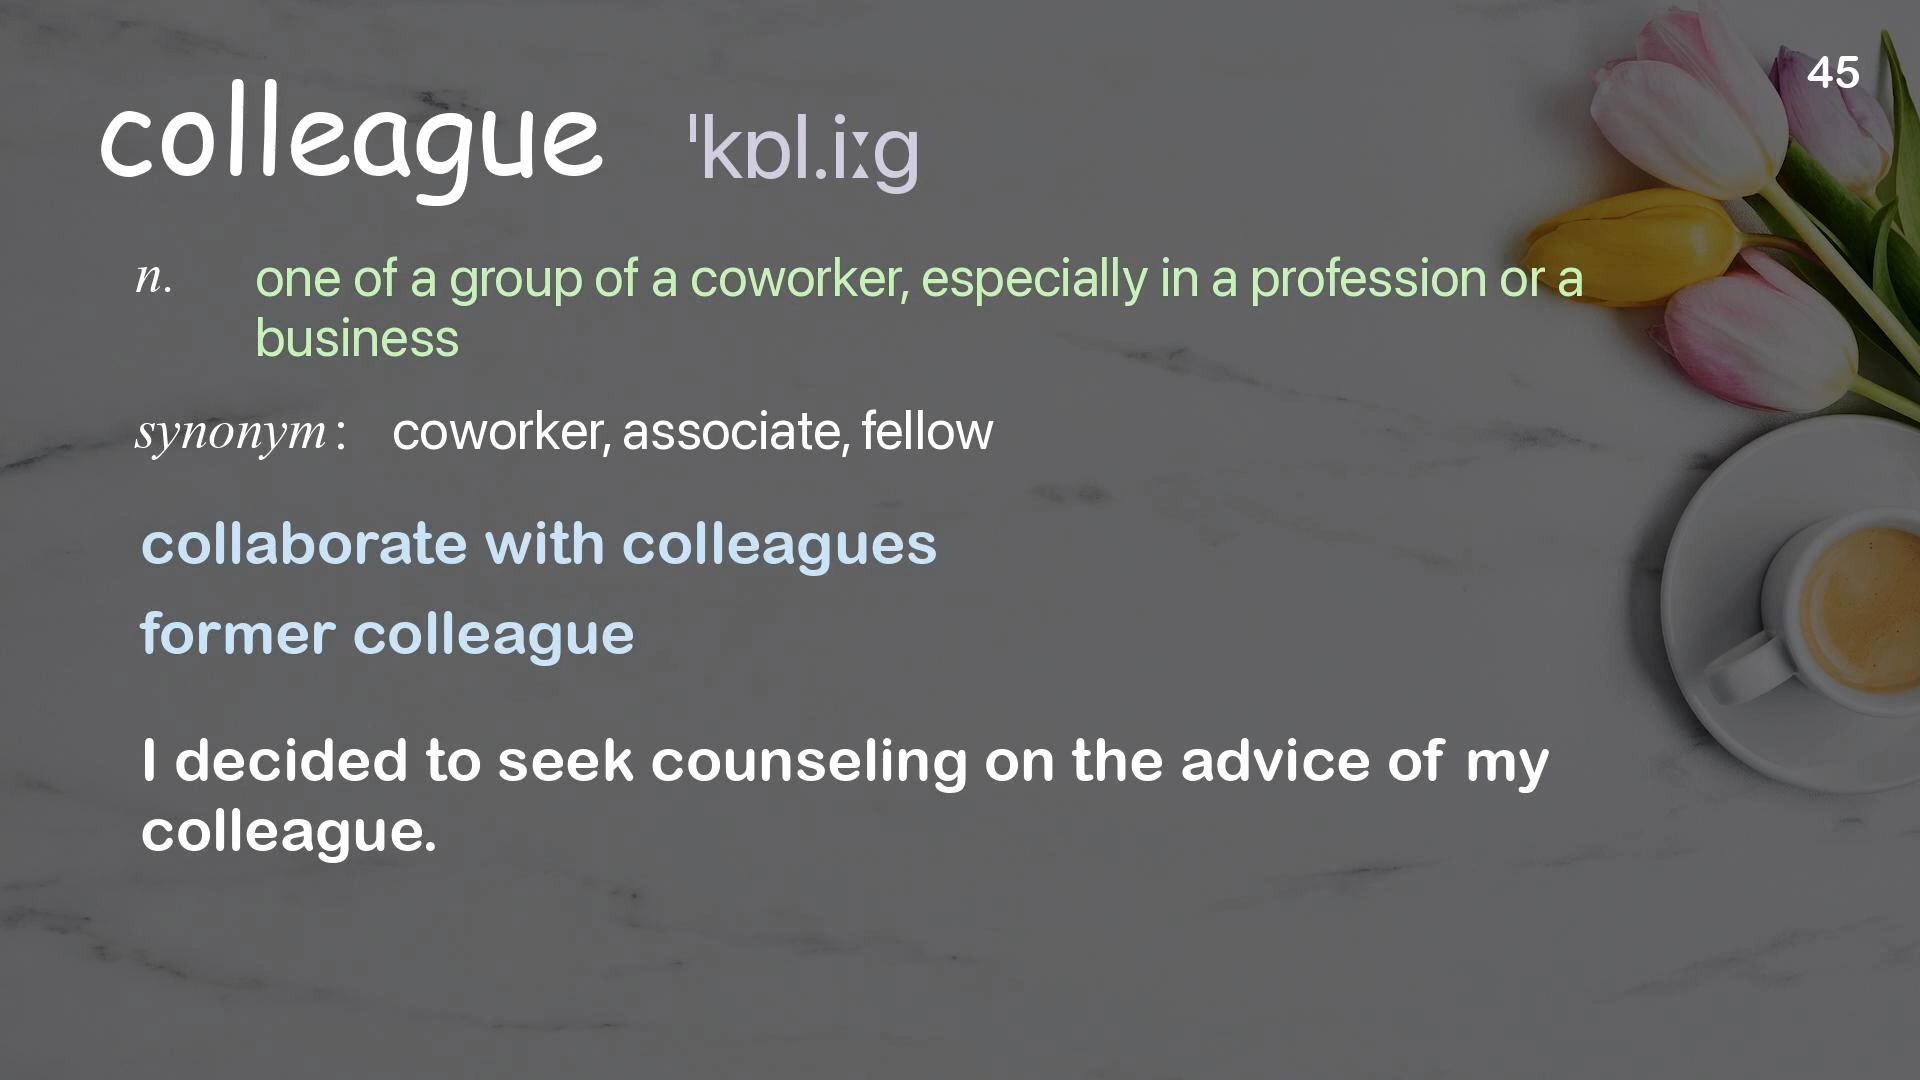 45
colleague ˈkɒl.iːg
n. one of a group of a coworker, especially in a profession or a
business
synonym: coworker, associate, fellow
collaborate with colleagues
former colleague
I decided to seek counseling on the advice of my
colleague.